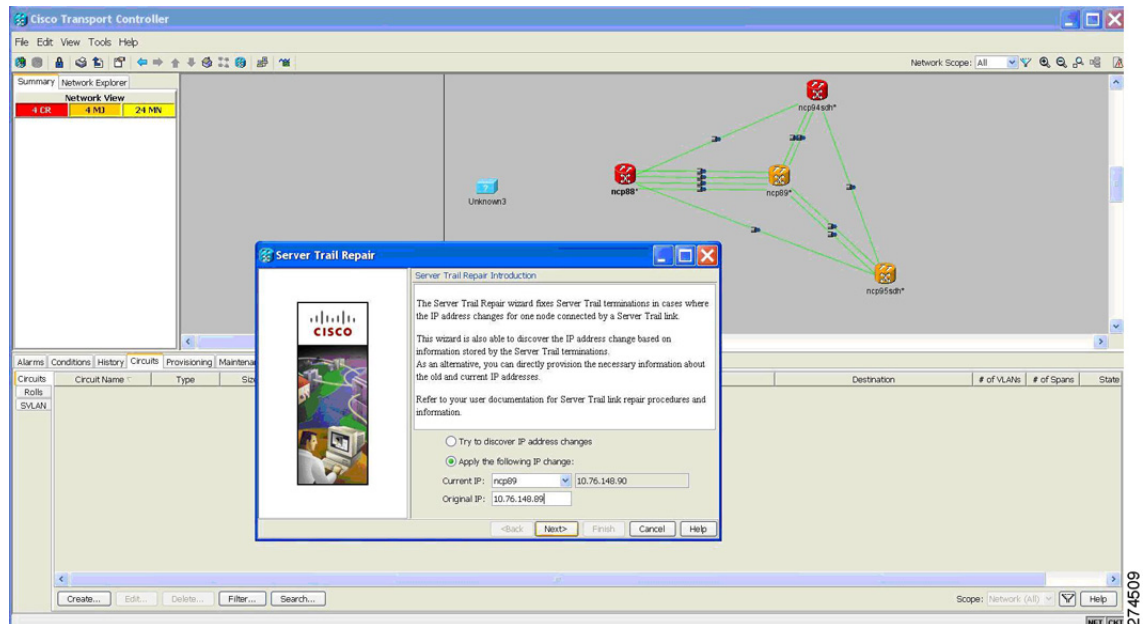 Cisco Transport Controller
File Edit View Tools Help
Network Scope: All
Summary Network Explorer
Network View
4 CR 4 MJ 24 MN
ncp94sdh*
Unknown3
ncp88*
ncp89*
ncp95sdh*
Server Trail Repair
CISCO
Server Trail Repair Introduction
The Server Trail Repair wizard fixes Server Trail terminations in cases where
the IP address changes for one node connected by a Server Trail link.
This wizard is also able to discover the IP address change based on
information stored by the Server Trail terminations.
As an alternative, you can directly provision the necessary information about
the old and current IP addresses.
Refer to your user documentation for Server Trail link repair procedures and
information.
Try to discover IP address changes
Apply the following IP change:
Current IP: ncp89 10.76.148.90
Original IP: 10.76.148.89
<Back Next> Finish Cancel Help
Alarms Conditions History Circuits Provisioning Maintena
Circuits Rolls SVLAN
Circuit Name Type Siz Destination # of VLANs # of Spans State
Create... Edit... Delete... Filter... Search... Scope: Network (All) Help
NET CKT
274509